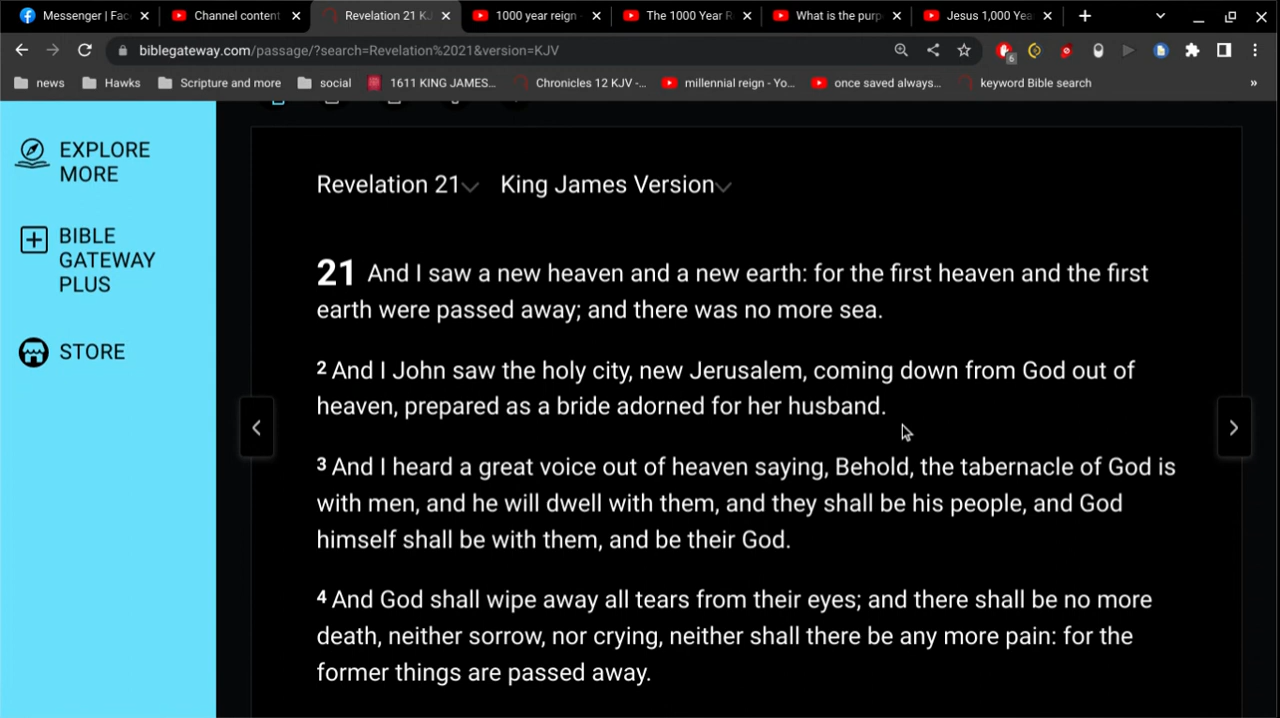 Messenger | Fac
Channel content
Revelation 21 KJ
1000 year reign -
The 1000 Year R
What is the purp
Jesus 1,000 Yea
biblegateway.com/passage/?search=Revelation%2021&version=KJV
6
news
Hawks
Scripture and more
social
1611 KING JAMES...
Chronicles 12 KJV -...
millennial reign - Yo...
once saved always...
keyword Bible search
»
EXPLORE
MORE
BIBLE
GATEWAY
PLUS
STORE
Revelation 21 King James Version
21 And I saw a new heaven and a new earth: for the first heaven and the first
earth were passed away; and there was no more sea.
2 And I John saw the holy city, new Jerusalem, coming down from God out of
heaven, prepared as a bride adorned for her husband.
3 And I heard a great voice out of heaven saying, Behold, the tabernacle of God is
with men, and he will dwell with them, and they shall be his people, and God
himself shall be with them, and be their God.
4 And God shall wipe away all tears from their eyes; and there shall be no more
death, neither sorrow, nor crying, neither shall there be any more pain: for the
former things are passed away.